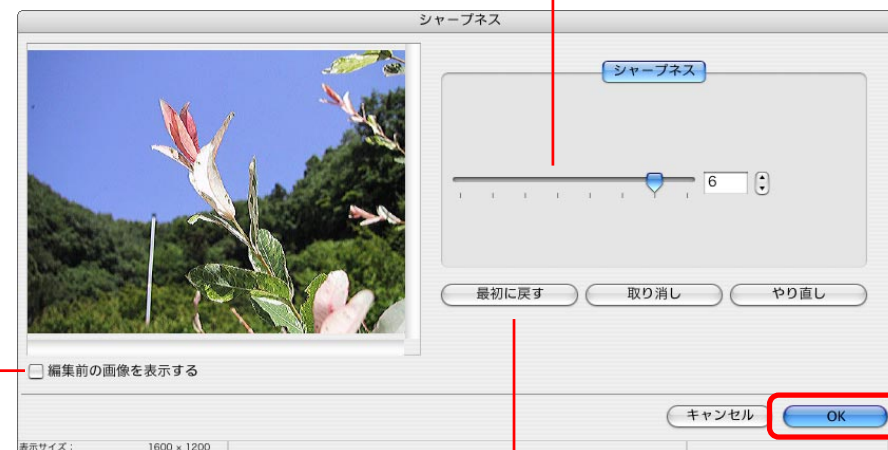 シャープネス
シャープネス
6
最初に戻す
取り消し
やり直し
編集前の画像を表示する
キャンセル
OK
表示サイズ：
1600 × 1200